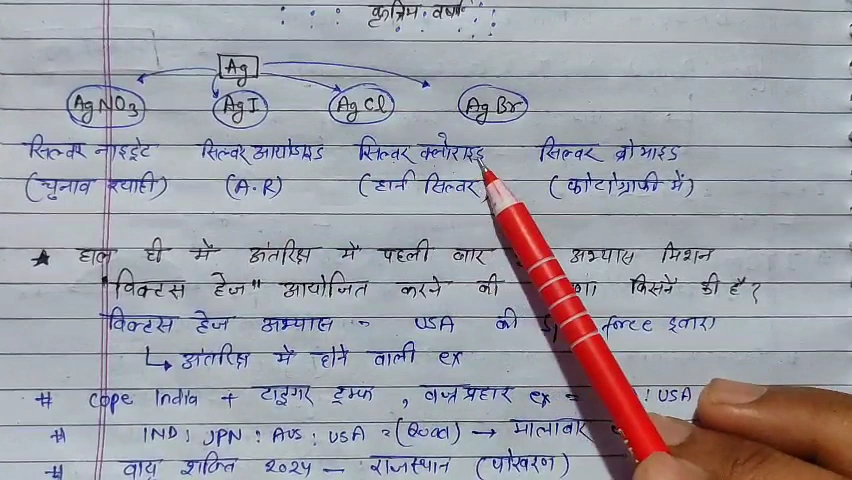 कृत्रिम वर्षा
Ag
AgNO3 AgI AgCl AgBr
सिल्वर नाइट्रेट सिल्वर आयोडाइड सिल्वर क्लोराइड सिल्वर ब्रोमाइड
(चुनाव स्याही) (A.R) (हार्न सिल्वर) (फोटोग्राफी में)
★ हाल ही में अंतरिक्ष में पहली बार अभ्यास मिशन
"विक्टस हेज" आयोजित करने की किसने की है?
विक्टस हेज अभ्यास = USA की force द्वारा
↳ अंतरिक्ष में होने वाली ex
# cope India + टाइगर ट्रम्फ, वज्र प्रहार ex = : USA
# IND : JPN : AUS : USA = (Quad) → मालाबार
# वायु शक्ति 2024 – राजस्थान (पोखरण)